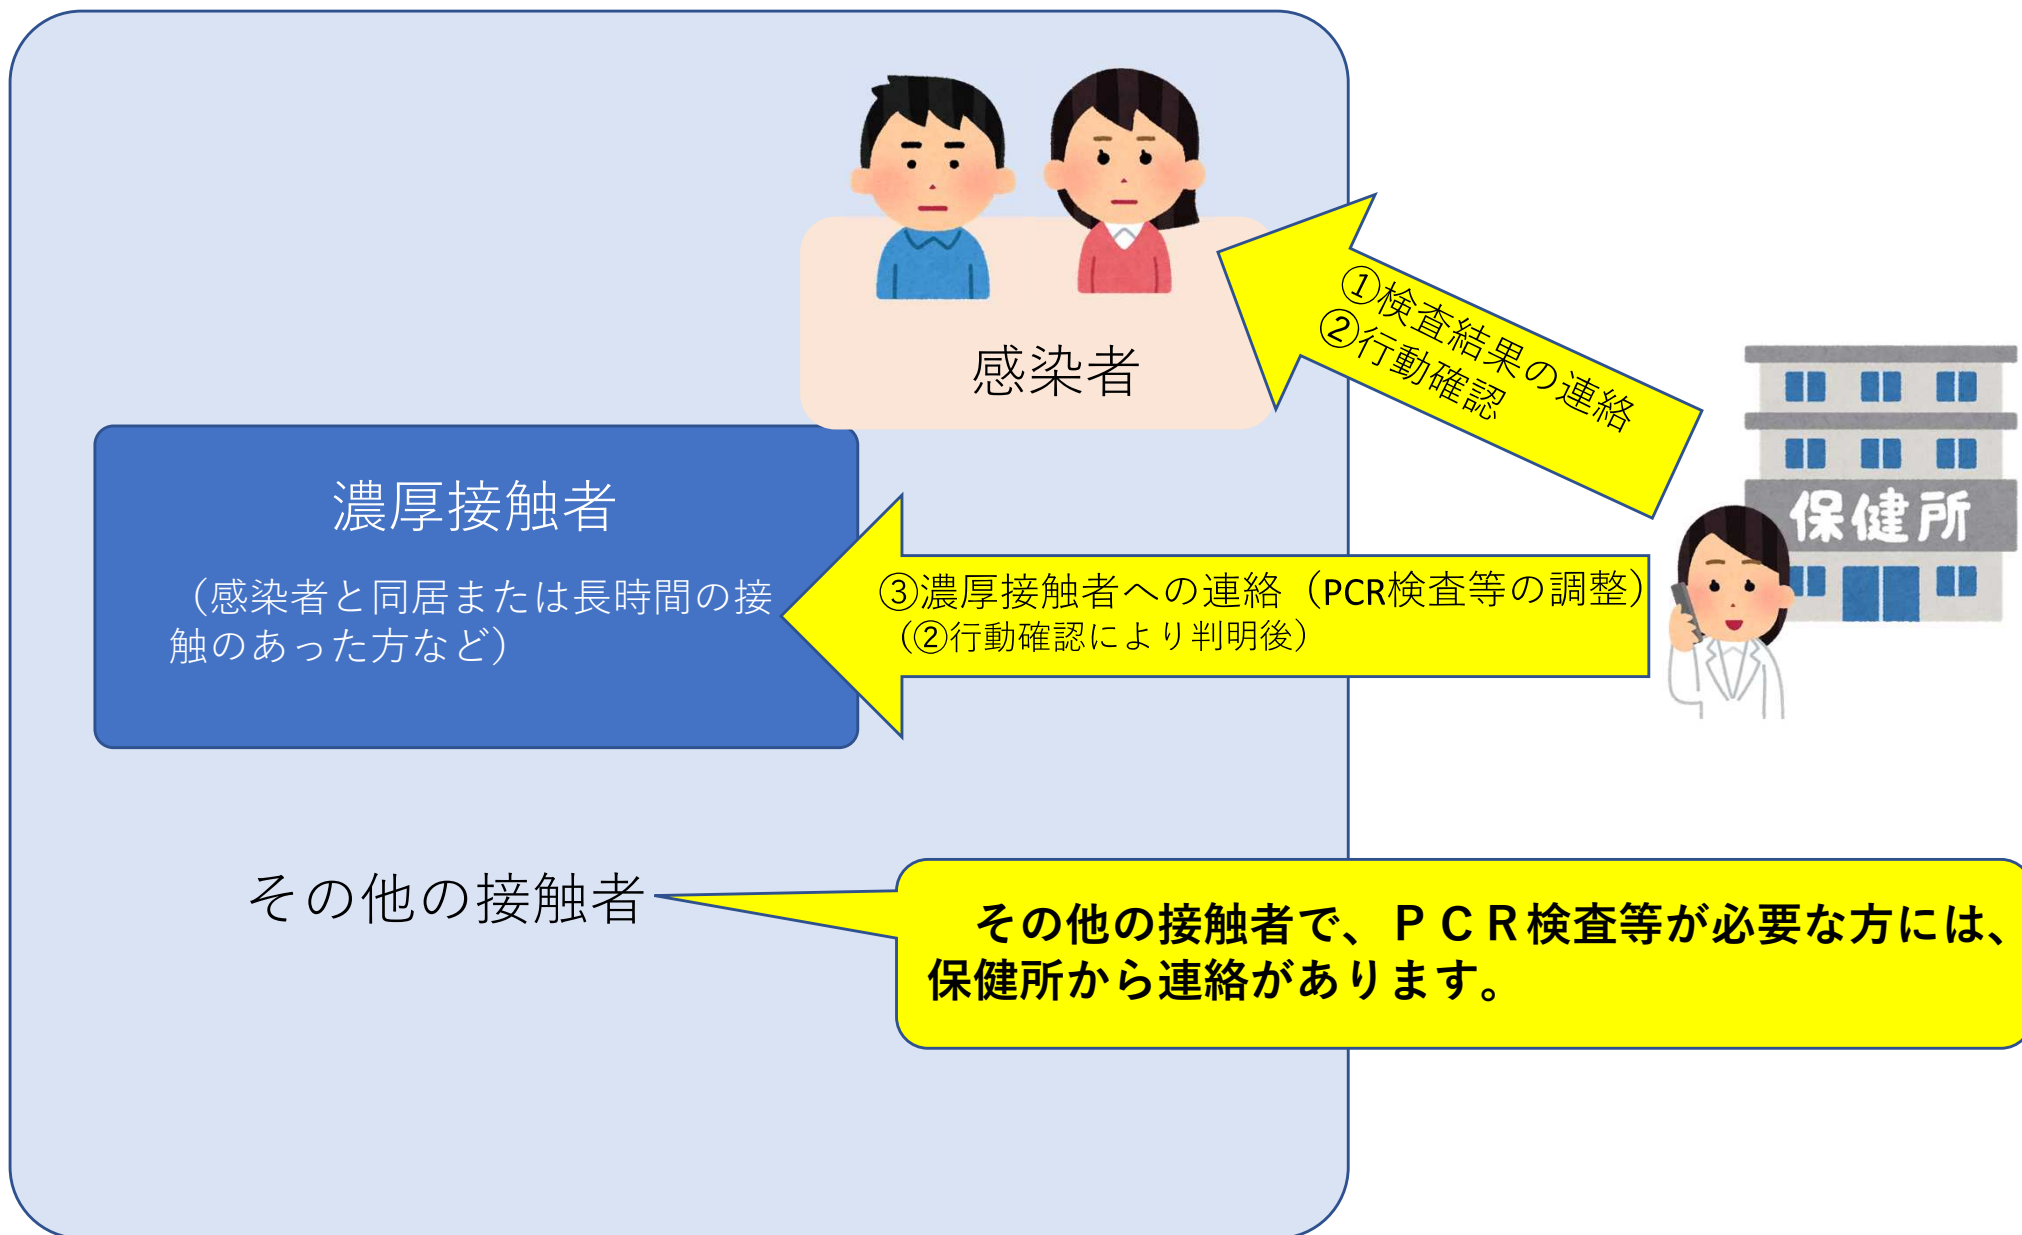 感染者
①検査結果の連絡
②行動確認
保健所
濃厚接触者
（感染者と同居または長時間の接
触のあった方など）
③濃厚接触者への連絡（PCR検査等の調整）
（②行動確認により判明後）
その他の接触者
その他の接触者で、ＰＣＲ検査等が必要な方には、
保健所から連絡があります。